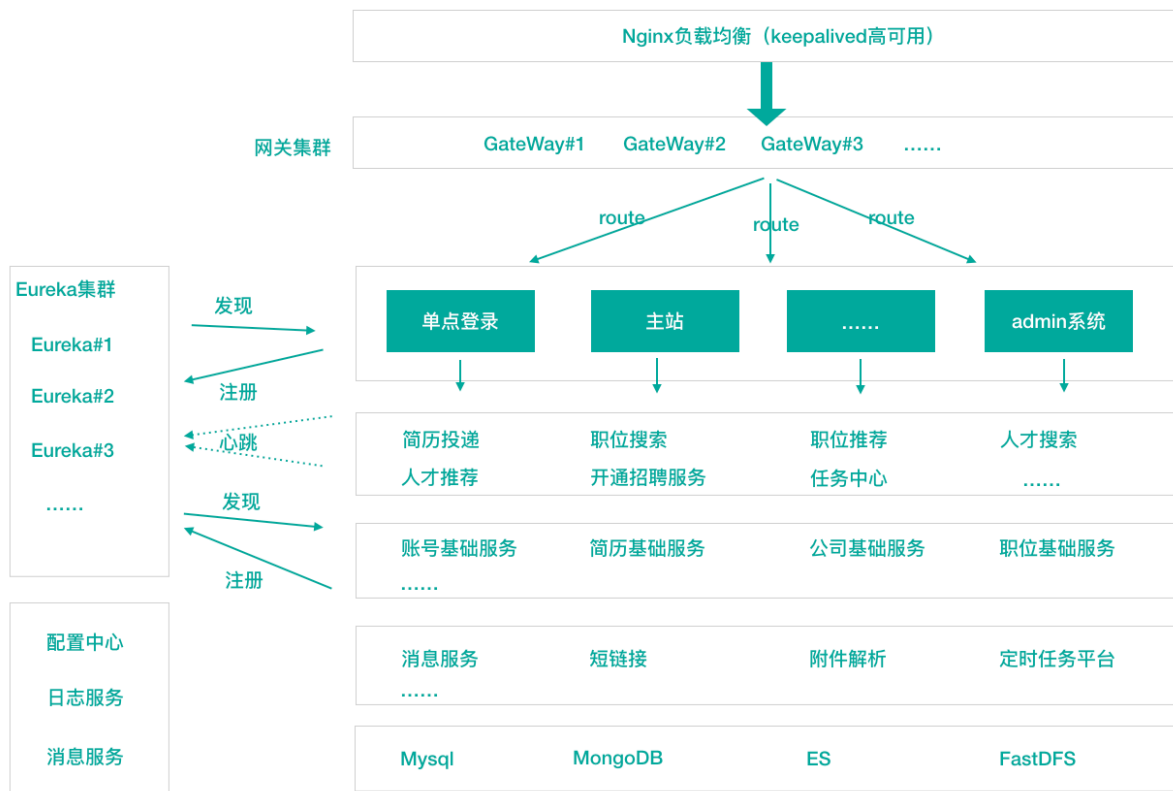 Nginx负载均衡（keepalived高可用）
网关集群
GateWay#1 GateWay#2 GateWay#3 ......
route route route
Eureka集群
Eureka#1
Eureka#2
Eureka#3
......
发现
注册
心跳
发现
注册
单点登录 主站 ...... admin系统
简历投递 职位搜索 职位推荐 人才搜索
人才推荐 开通招聘服务 任务中心 ......
账号基础服务 简历基础服务 公司基础服务 职位基础服务
......
配置中心
日志服务
消息服务
消息服务 短链接 附件解析 定时任务平台
......
Mysql MongoDB ES FastDFS